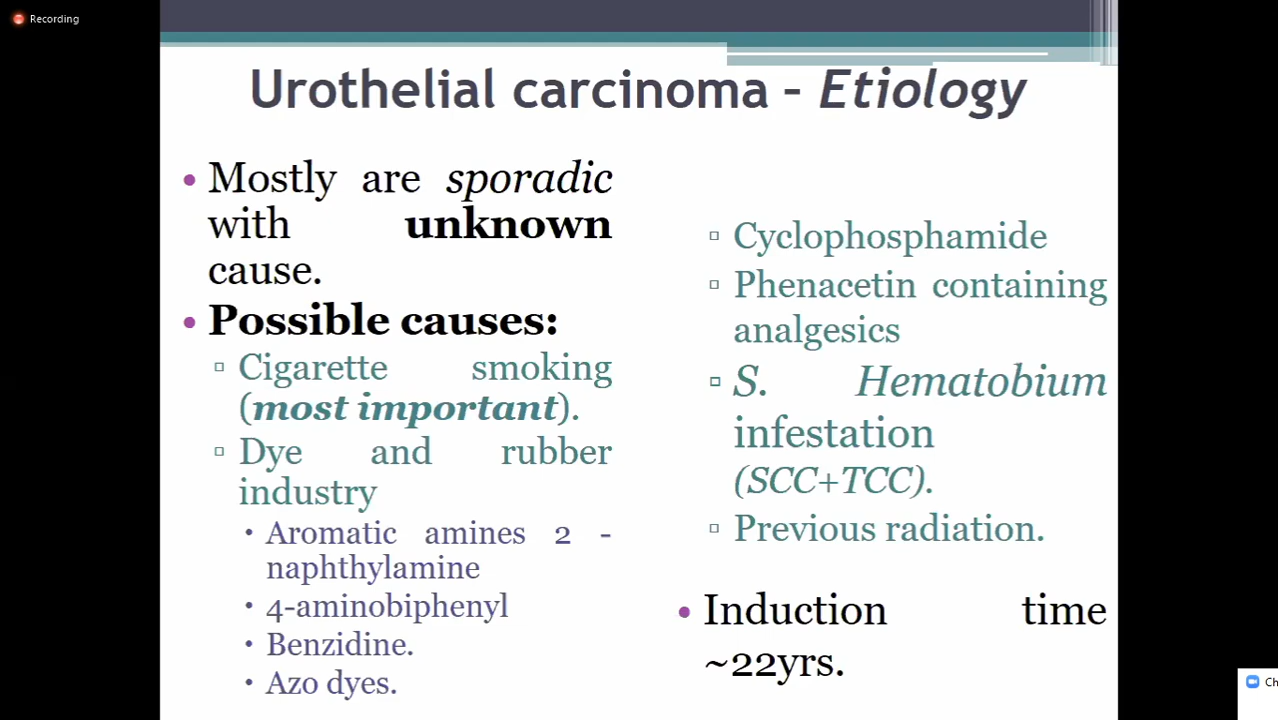 Recording
Urothelial carcinoma – Etiology
• Mostly are sporadic
with unknown
cause.
• Possible causes:
▫ Cigarette smoking
(most important).
▫ Dye and rubber
industry
• Aromatic amines 2 -
naphthylamine
• 4-aminobiphenyl
• Benzidine.
• Azo dyes.
▫ Cyclophosphamide
▫ Phenacetin containing
analgesics
▫ S. Hematobium
infestation
(SCC+TCC).
▫ Previous radiation.
• Induction time
~22yrs.
Ch